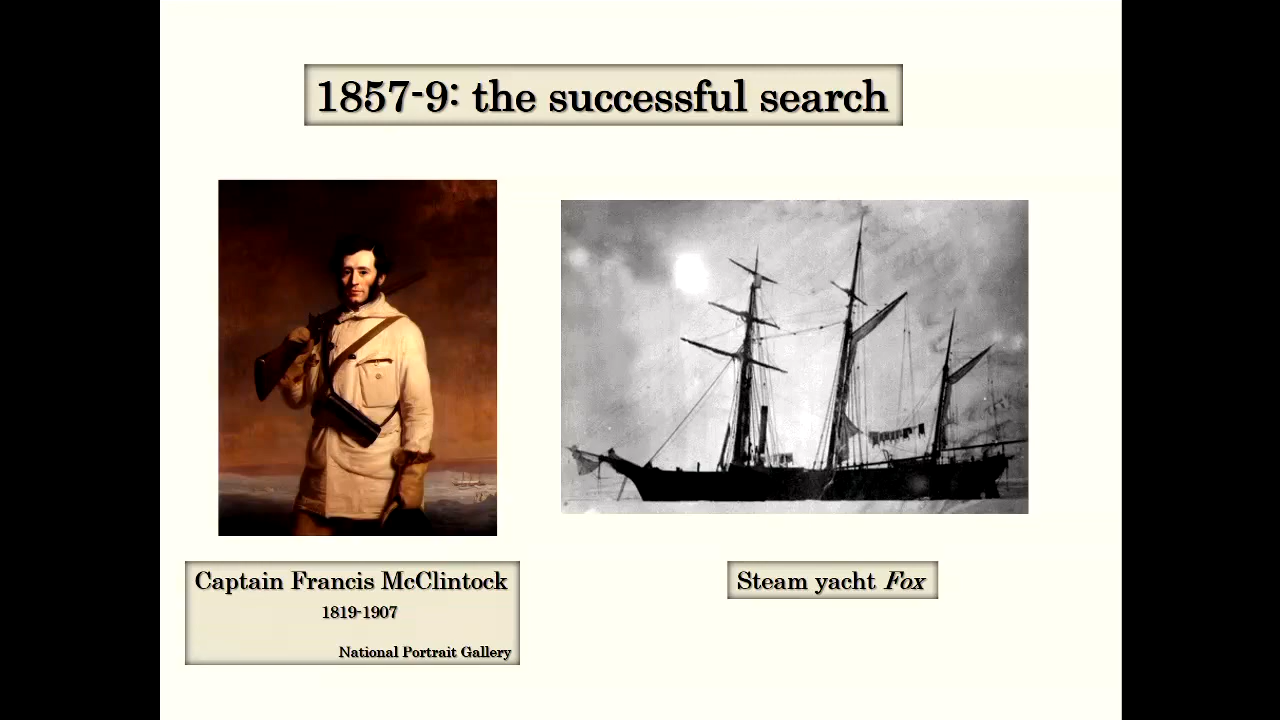 1857-9: the successful search
Captain Francis McClintock
1819-1907
National Portrait Gallery
Steam yacht Fox